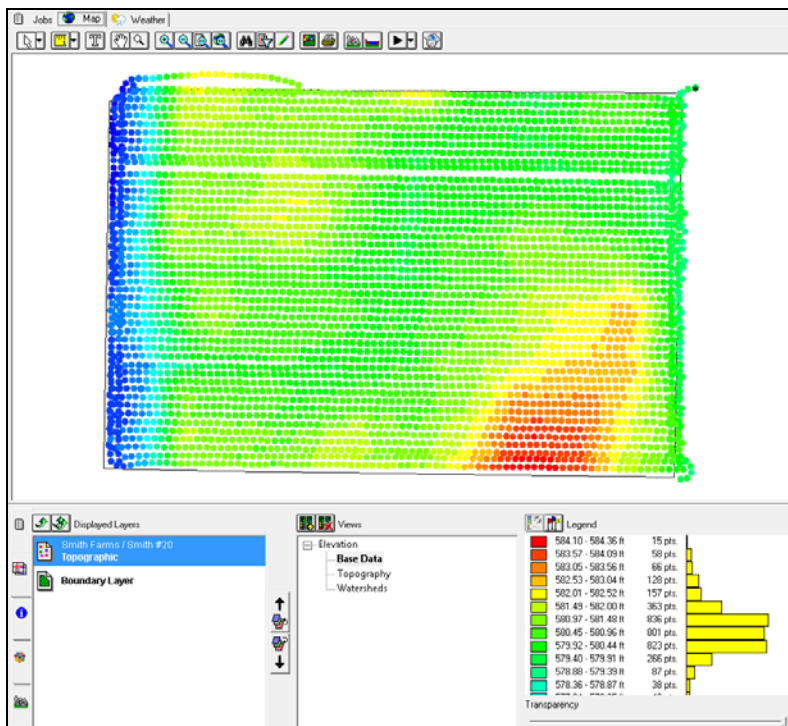 Jobs Map Weather
T
Displayed Layers
Smith Farms / Smith #20
Topographic
Boundary Layer
Views
Elevation
Base Data
Topography
Watersheds
Legend
584.10 - 584.36 ft 15 pts.
583.57 - 584.09 ft 58 pts.
583.05 - 583.56 ft 66 pts.
582.53 - 583.04 ft 128 pts.
582.01 - 582.52 ft 157 pts.
581.49 - 582.00 ft 363 pts.
580.97 - 581.48 ft 836 pts.
580.45 - 580.96 ft 801 pts.
579.92 - 580.44 ft 823 pts.
579.40 - 579.91 ft 266 pts.
578.88 - 579.39 ft 87 pts.
578.36 - 578.87 ft 38 pts.
Transparency